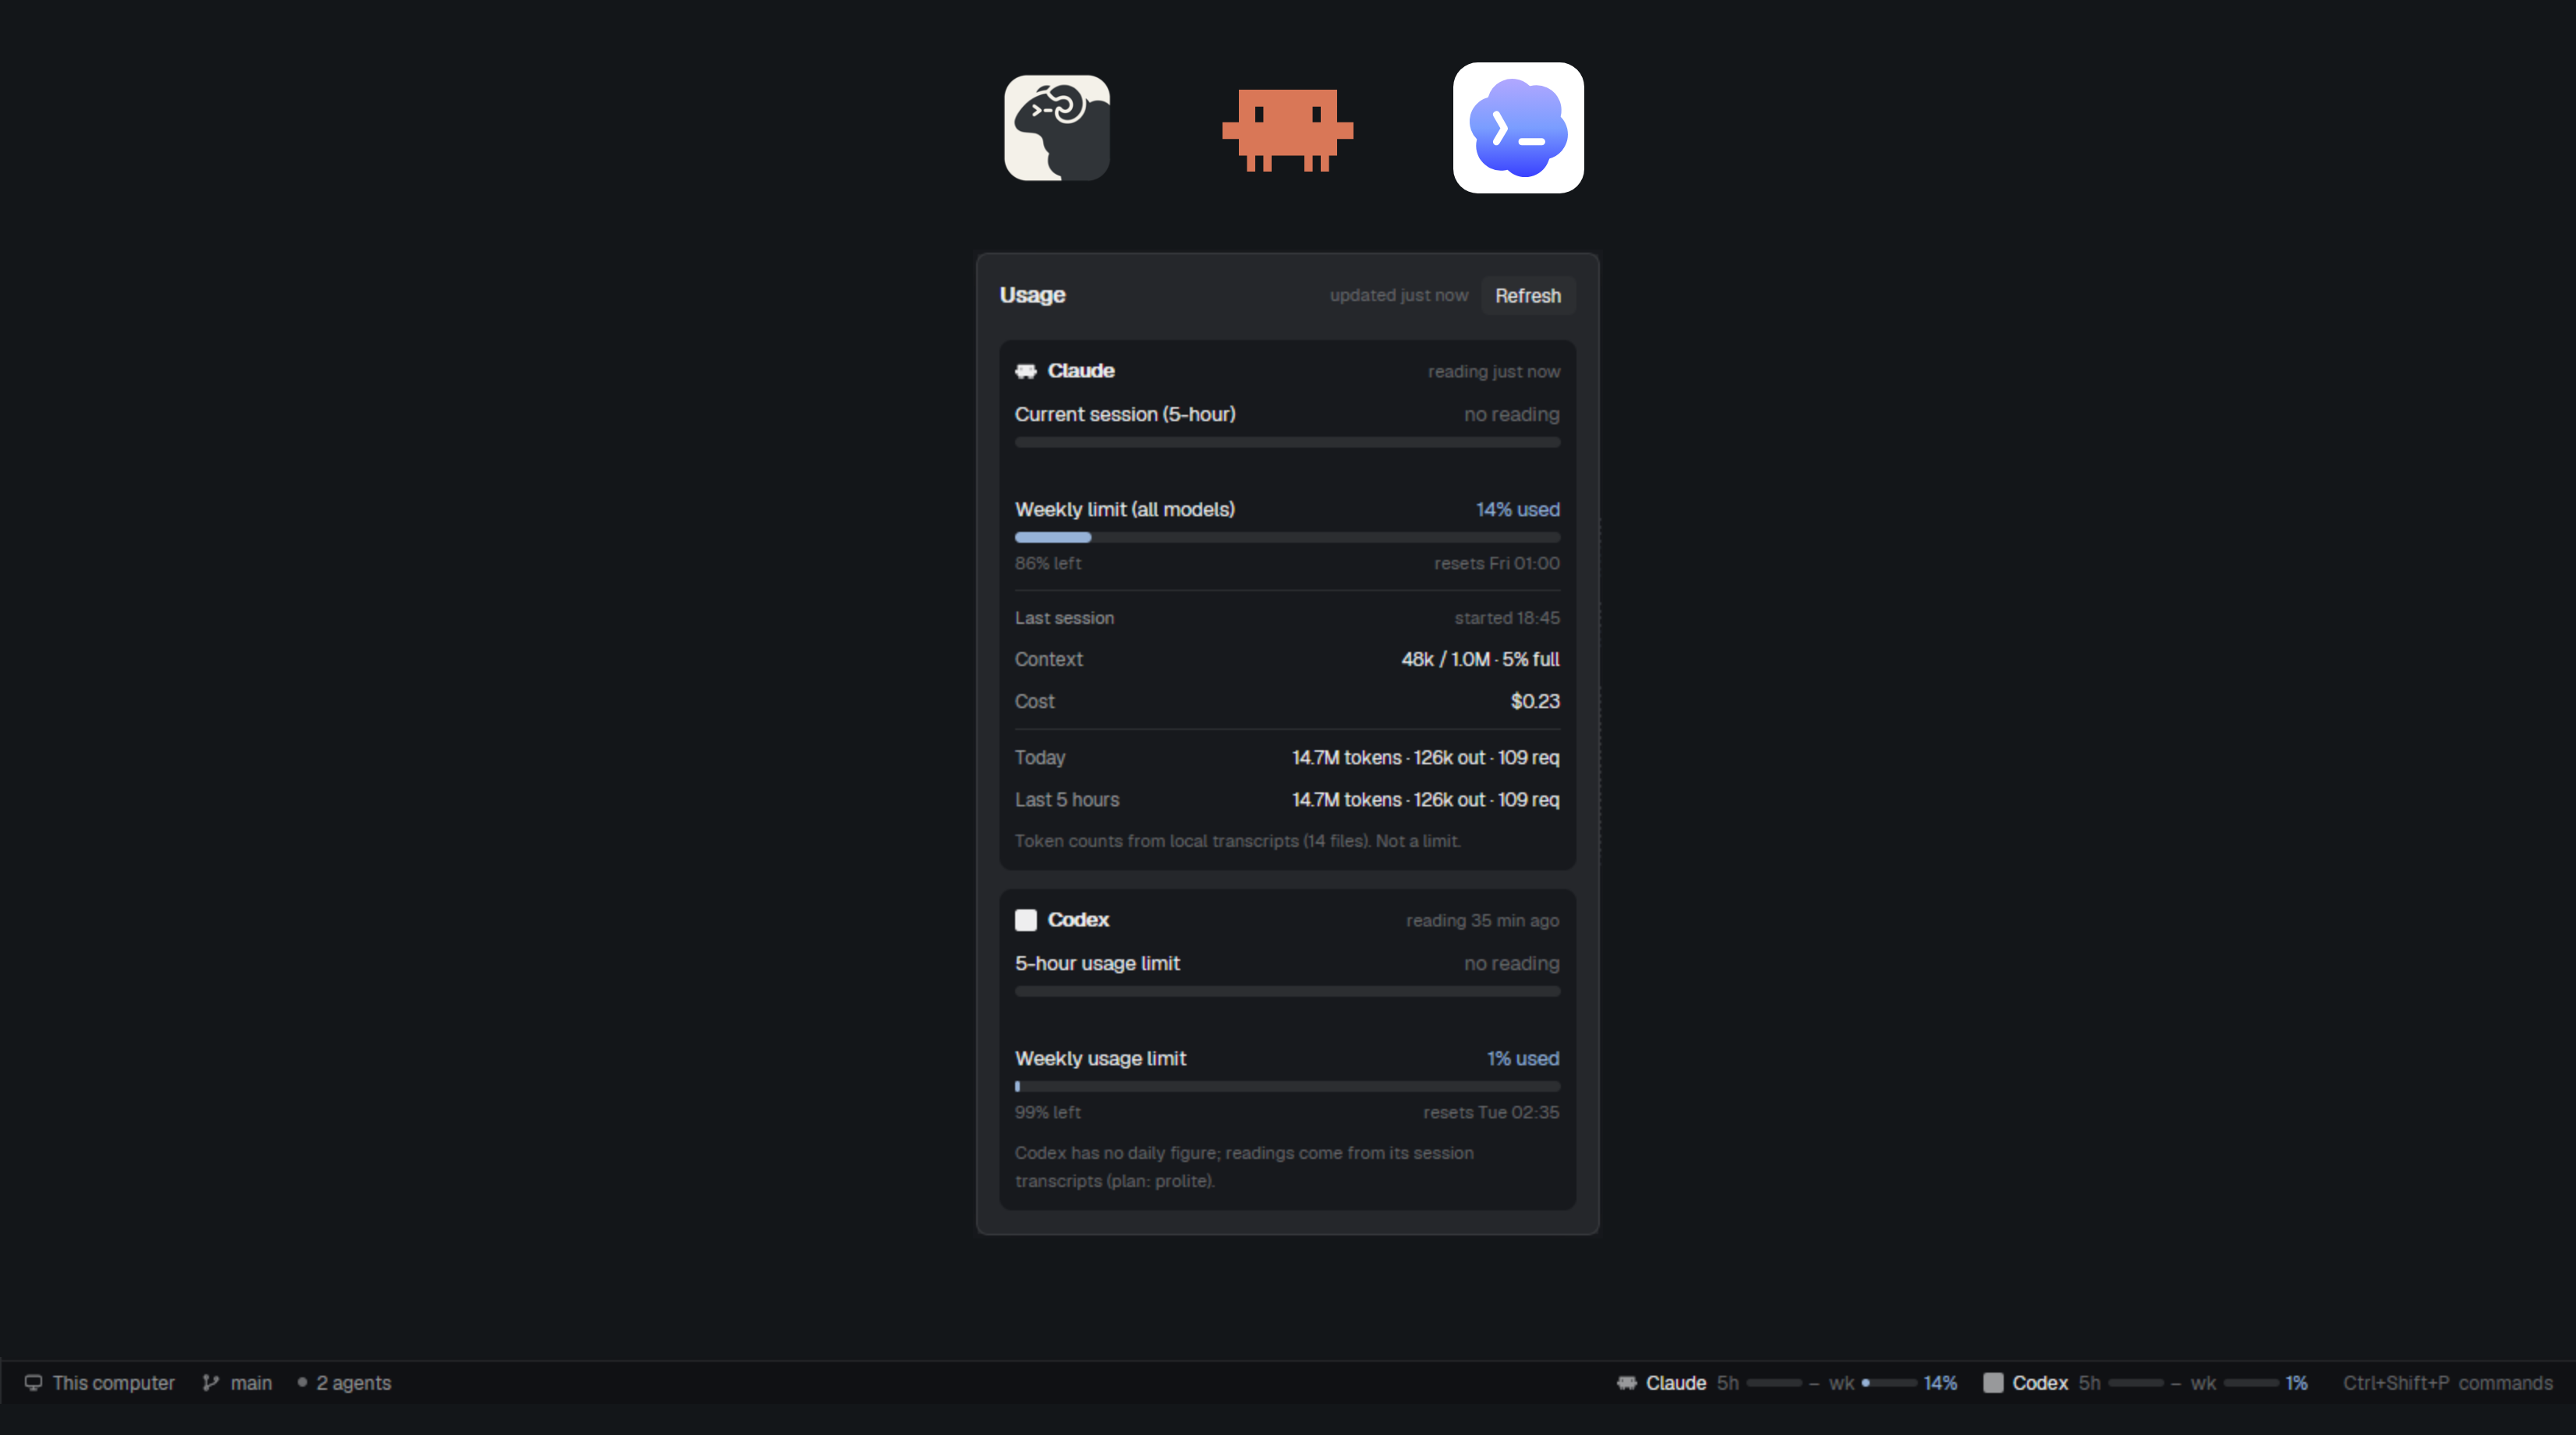 Usage updated just now Refresh
Claude reading just now
Current session (5-hour) no reading
Weekly limit (all models) 14% used
86% left resets Fri 01:00
Last session started 18:45
Context 48k / 1.0M · 5% full
Cost $0.23
Today 14.7M tokens · 126k out · 109 req
Last 5 hours 14.7M tokens · 126k out · 109 req
Token counts from local transcripts (14 files). Not a limit.
Codex reading 35 min ago
5-hour usage limit no reading
Weekly usage limit 1% used
99% left resets Tue 02:35
Codex has no daily figure; readings come from its session
transcripts (plan: prolite).
This computer main 2 agents Claude 5h – wk 14% Codex 5h – wk 1% Ctrl+Shift+P commands